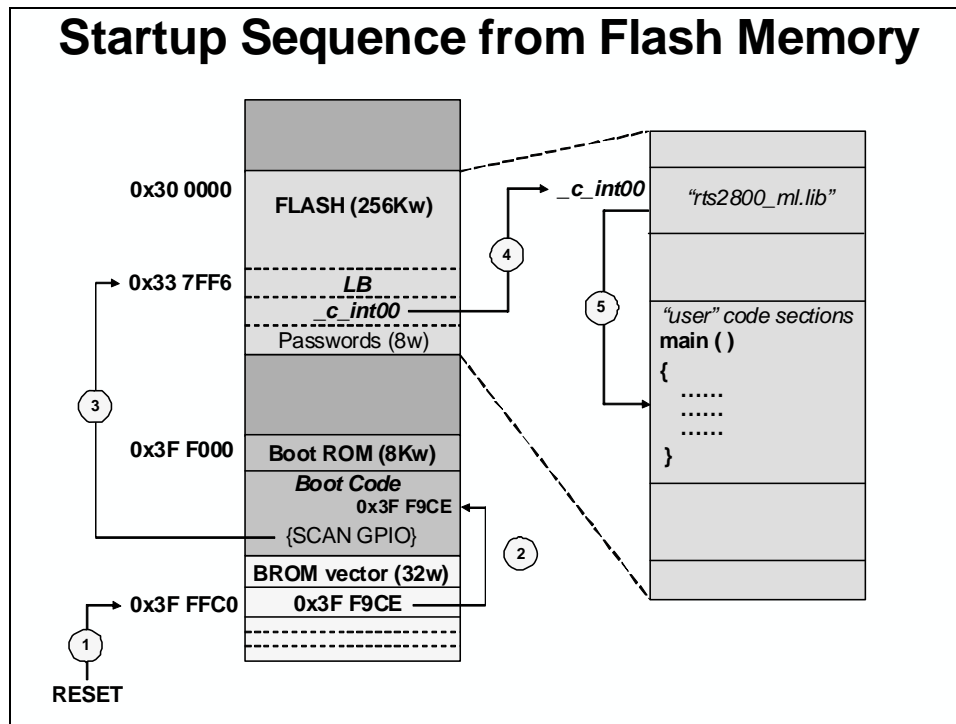 Startup Sequence from Flash Memory
0x30 0000
FLASH (256Kw)
_c_int00
“rts2800_ml.lib”
4
0x33 7FF6
LB
_c_int00
Passwords (8w)
5
“user” code sections
main ( )
{
......
......
......
}
3
0x3F F000
Boot ROM (8Kw)
Boot Code
0x3F F9CE
{SCAN GPIO}
2
BROM vector (32w)
0x3F FFC0
0x3F F9CE
1
RESET